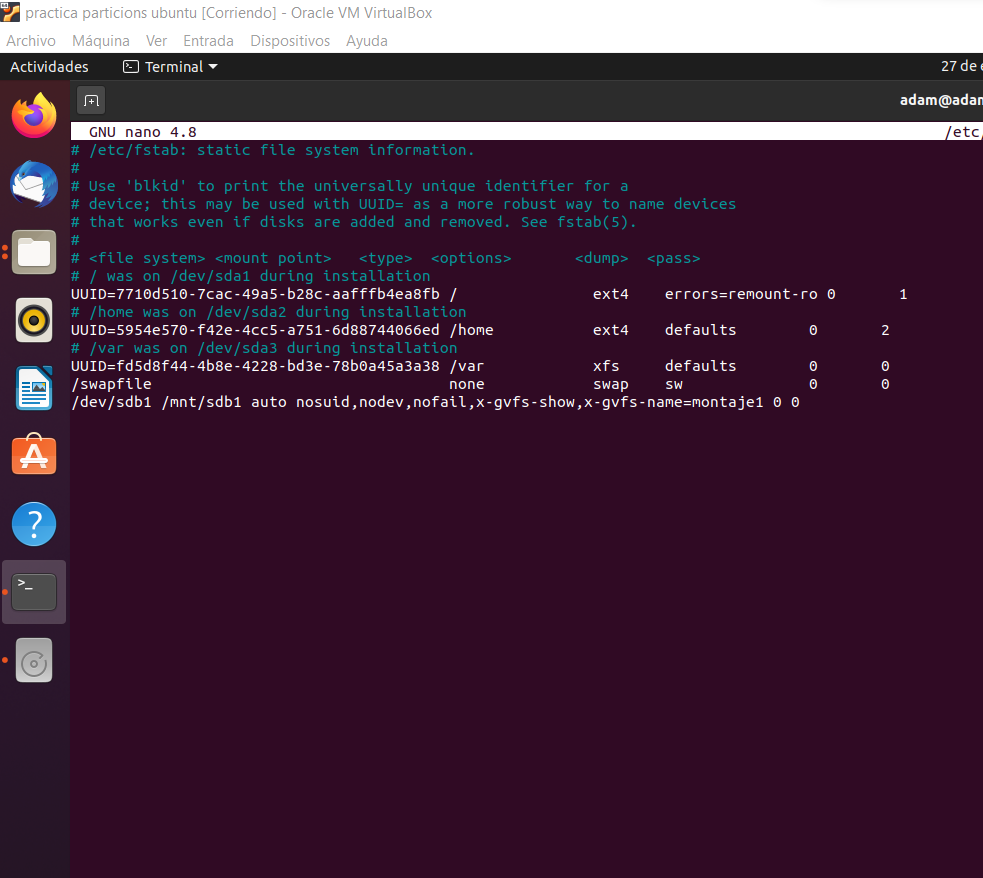 practica particions ubuntu [Corriendo] - Oracle VM VirtualBox
Archivo Máquina Ver Entrada Dispositivos Ayuda
Actividades Terminal 27 de
adam@adam
GNU nano 4.8 /etc/
# /etc/fstab: static file system information.
#
# Use 'blkid' to print the universally unique identifier for a
# device; this may be used with UUID= as a more robust way to name devices
# that works even if disks are added and removed. See fstab(5).
#
# <file system> <mount point>   <type>  <options>       <dump>  <pass>
# / was on /dev/sda1 during installation
UUID=7710d510-7cac-49a5-b28c-aafffb4ea8fb /               ext4    errors=remount-ro 0       1
# /home was on /dev/sda2 during installation
UUID=5954e570-f42e-4cc5-a751-6d88744066ed /home           ext4    defaults        0       2
# /var was on /dev/sda3 during installation
UUID=fd5d8f44-4b8e-4228-bd3e-78b0a45a3a38 /var            xfs     defaults        0       0
/swapfile                                 none            swap    sw              0       0
/dev/sdb1 /mnt/sdb1 auto nosuid,nodev,nofail,x-gvfs-show,x-gvfs-name=montaje1 0 0